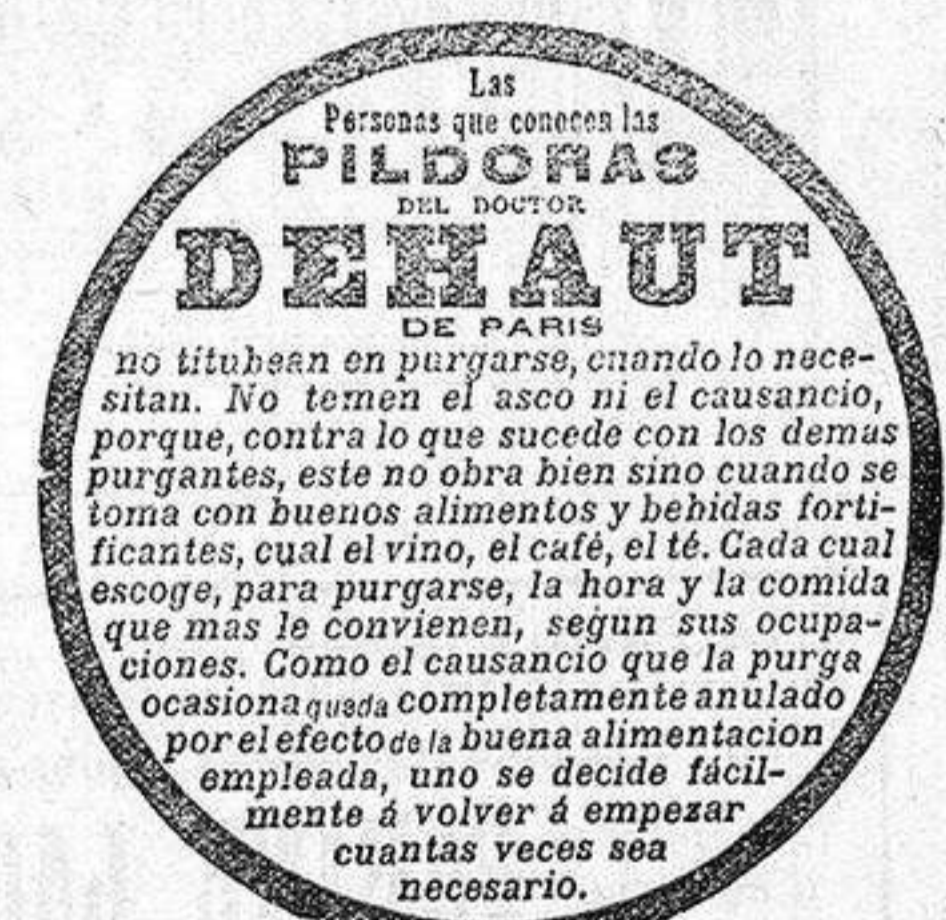 Las
Personas que conocen las
PILDORAS
DEL DOCTOR
DEHAUT
DE PARIS
no titubean en purgarse, cuando lo nece-
sitan. No temen el asco ni el causancio,
porque, contra lo que sucede con los demas
purgantes, este no obra bien sino cuando se
toma con buenos alimentos y bebidas forti-
ficantes, cual el vino, el café, el té. Cada cual
escoge, para purgarse, la hora y la comida
que mas le convienen, segun sus ocupa-
ciones. Como el causancio que la purga
ocasiona queda completamente anulado
por el efecto de la buena alimentacion
empleada, uno se decide fácil-
mente á volver á empezar
cuantas veces sea
necesario.